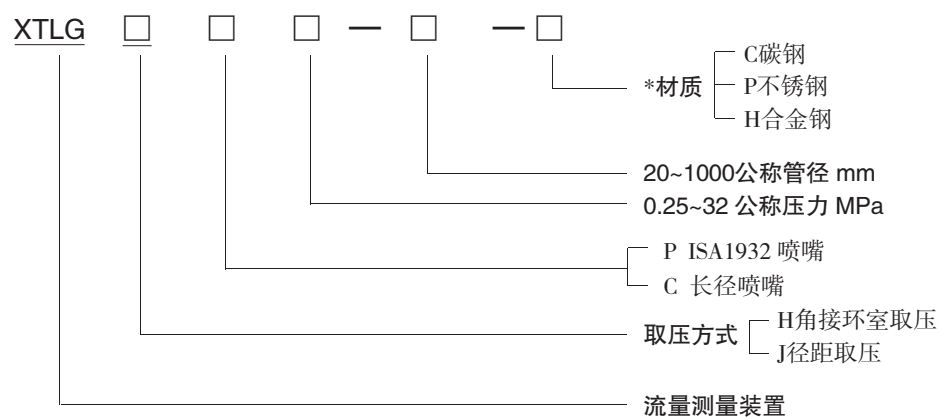 XTLG □ □ □ — □ — □
C碳钢
*材质 P不锈钢
H合金钢
20~1000公称管径 mm
0.25~32 公称压力 MPa
P ISA1932 喷嘴
C 长径喷嘴
H角接环室取压
取压方式
J径距取压
流量测量装置